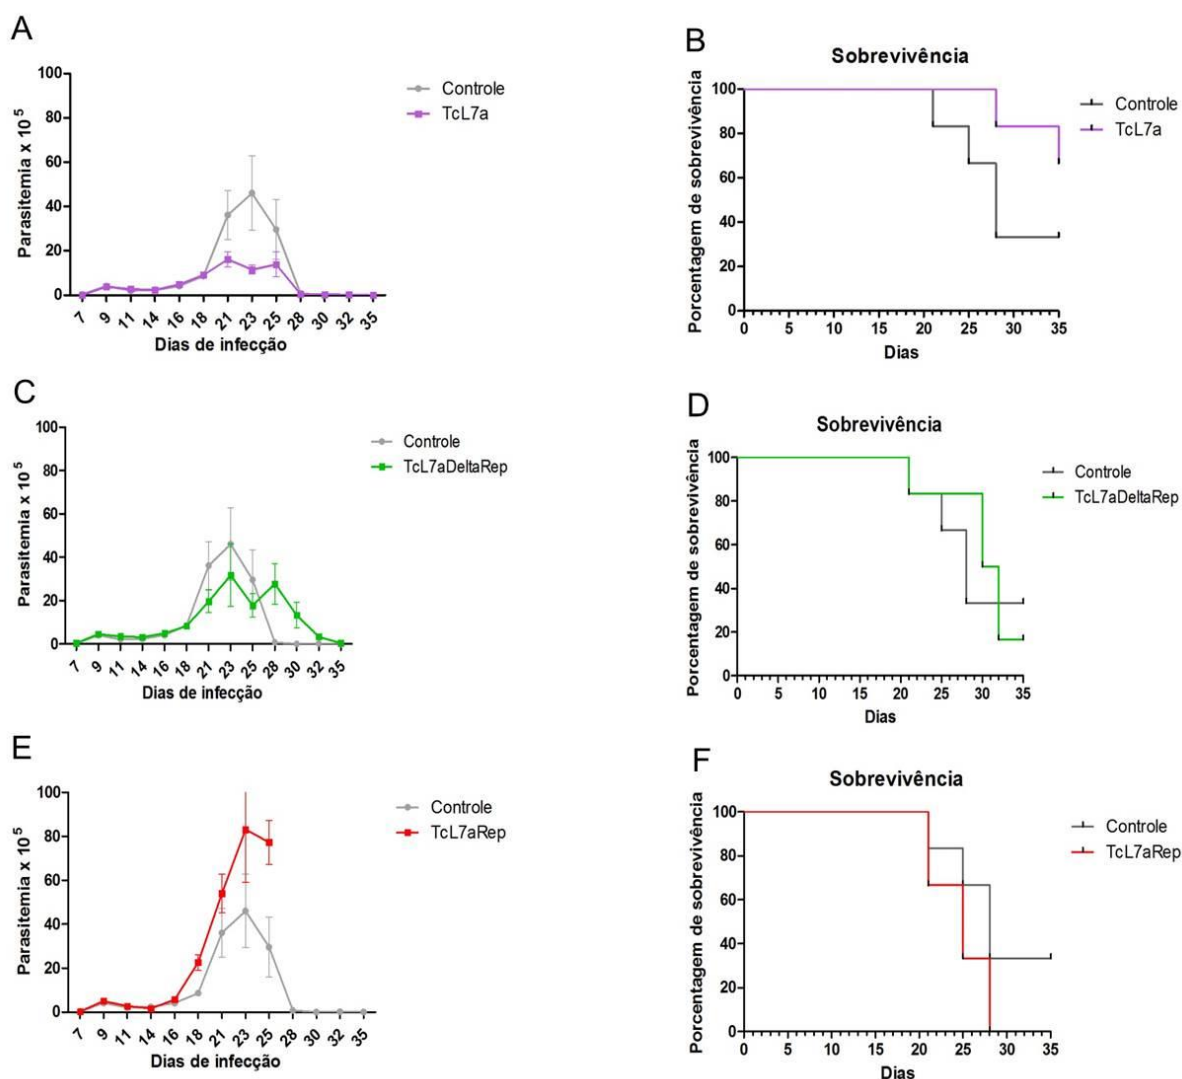 A
Parasitemia x 10 5
100
80
60
40
20
0
7 9 11 14 16 18 21 23 25 28 30 32 35
Dias de infecção
Controle
TcL7a
B
Sobrevivência
Porcentagem de sobrevivência
100
80
60
40
20
0
0 5 10 15 20 25 30 35
Dias
Controle
TcL7a
C
Parasitemia x 10 5
100
80
60
40
20
0
7 9 11 14 16 18 21 23 25 28 30 32 35
Dias de infecção
Controle
TcL7aDeltaRep
D
Sobrevivência
Porcentagem de sobrevivência
100
80
60
40
20
0
0 5 10 15 20 25 30 35
Dias
Controle
TcL7aDeltaRep
E
Parasitemia x 10 5
100
80
60
40
20
0
7 9 11 14 16 18 21 23 25 28 30 32 35
Dias de infecção
Controle
TcL7aRep
F
Sobrevivência
Porcentagem de sobrevivência
100
80
60
40
20
0
0 5 10 15 20 25 30 35
Dias
Controle
TcL7aRep